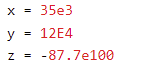 x = 35e3
y = 12E4
z = -87.7e100